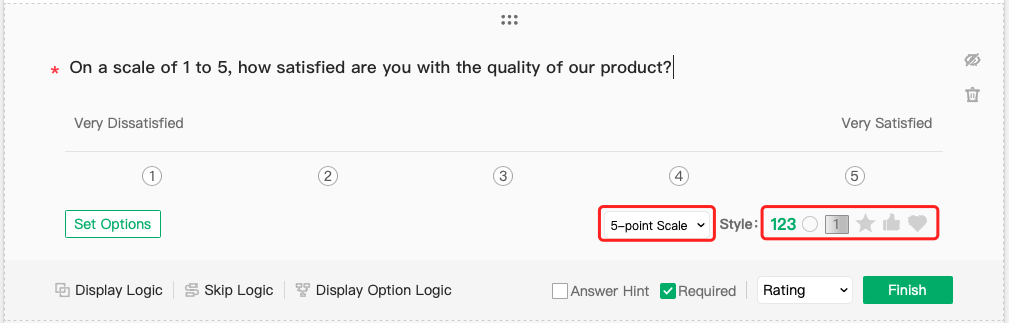 * On a scale of 1 to 5, how satisfied are you with the quality of our product?
Very Dissatisfied Very Satisfied
1 2 3 4 5
Set Options 5-point Scale Style: 123 1
Display Logic Skip Logic Display Option Logic Answer Hint Required Rating Finish